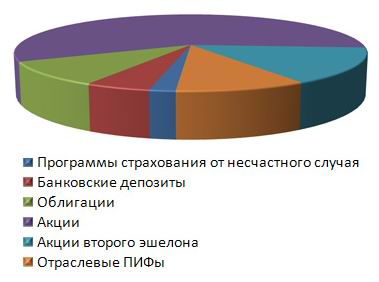 Программы страхования от несчастного случая
Банковские депозиты
Облигации
Акции
Акции второго эшелона
Отраслевые ПИФы